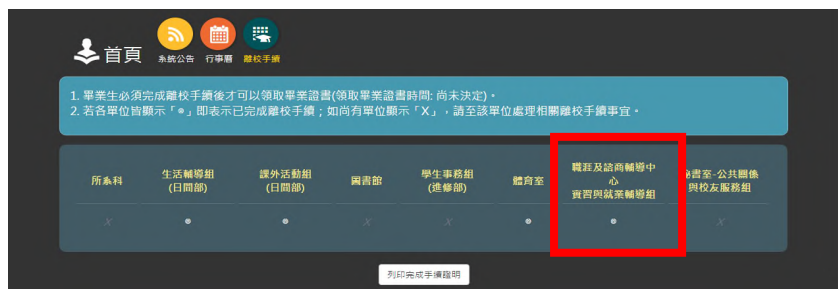 首頁
系統公告 行事曆 離校手續
1. 畢業生必須完成離校手續後才可以領取畢業證書(領取畢業證書時間: 尚未決定)。
2. 若各單位皆顯示「◉」即表示已完成離校手續；如尚有單位顯示「X」，請至該單位處理相關離校手續事宜。
所系科
生活輔導組
(日間部)
課外活動組
(日間部)
圖書館
學生事務組
(進修部)
體育室
職涯及諮商輔導中
心
實習與就業輔導組
秘書室-公共關係
與校友服務組
X ◉ ◉ X X ◉ ◉ X
列印完成手續證明